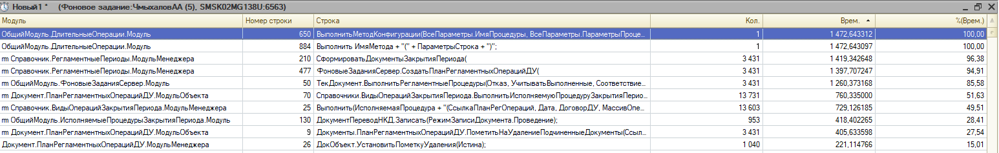 Новый1 * (Фоновое задание:ЧмыхаловАА (5), SMSK02MG138U:6563)
Модуль Номер строки Строка Кол. Врем. %(Врем.)
ОбщийМодуль.ДлительныеОперации.Модуль 650 ВыполнитьМетодКонфигурации(ВсеПараметры.ИмяПроцедуры, ВсеПараметры.ПараметрыПроце... 1 1 472,643312 100,00
ОбщийМодуль.ДлительныеОперации.Модуль 884 Выполнить ИмяМетода + "(" + ПараметрыСтрока + ")"; 1 1 472,643097 100,00
rm Справочник.РегламентныеПериоды.МодульМенеджера 210 СформироватьДокументыЗакрытияПериода( 3 431 1 419,342648 96,38
rm Справочник.РегламентныеПериоды.МодульМенеджера 477 ФоновыеЗаданияСервер.СоздатьПланРегламентныхОперацийДУ( 3 431 1 397,707247 94,91
rm ОбщийМодуль.ФоновыеЗаданияСервер.Модуль 50 ТекДокумент.ВыполнитьРегламентныеПроцедуры(Отказ, УчитыватьВыполненные, Соответствие... 3 431 1 260,373168 85,58
rm Документ.ПланРегламентныхОперацийДУ.МодульОбъекта 70 Справочники.ВидыОперацийЗакрытияПериода.ВыполнитьИсполняемуюПроцедуруЗакрытияПерио... 13 731 760,335000 51,63
rm Справочник.ВидыОперацийЗакрытияПериода.МодульМенеджера 25 Выполнить(ИсполняемаяПроцедура + "(СсылкаПланРегОпераций, Дата, ДоговорДУ, МассивОпе... 13 603 729,126185 49,51
rm ОбщийМодуль.ИсполняемыеПроцедурыЗакрытияПериода.Модуль 130 ДокументПереводНКД.Записать(РежимЗаписиДокумента.Проведение); 953 418,402265 28,41
rm Документ.ПланРегламентныхОперацийДУ.МодульОбъекта 9 Документы.ПланРегламентныхОперацийДУ.ПометитьНаУдалениеПодчиненныеДокументы(Ссыл... 3 431 405,633598 27,54
Документ.ПланРегламентныхОперацийДУ.МодульМенеджера 26 ДокОбъект.УстановитьПометкуУдаления(Истина); 1 040 221,114766 15,01